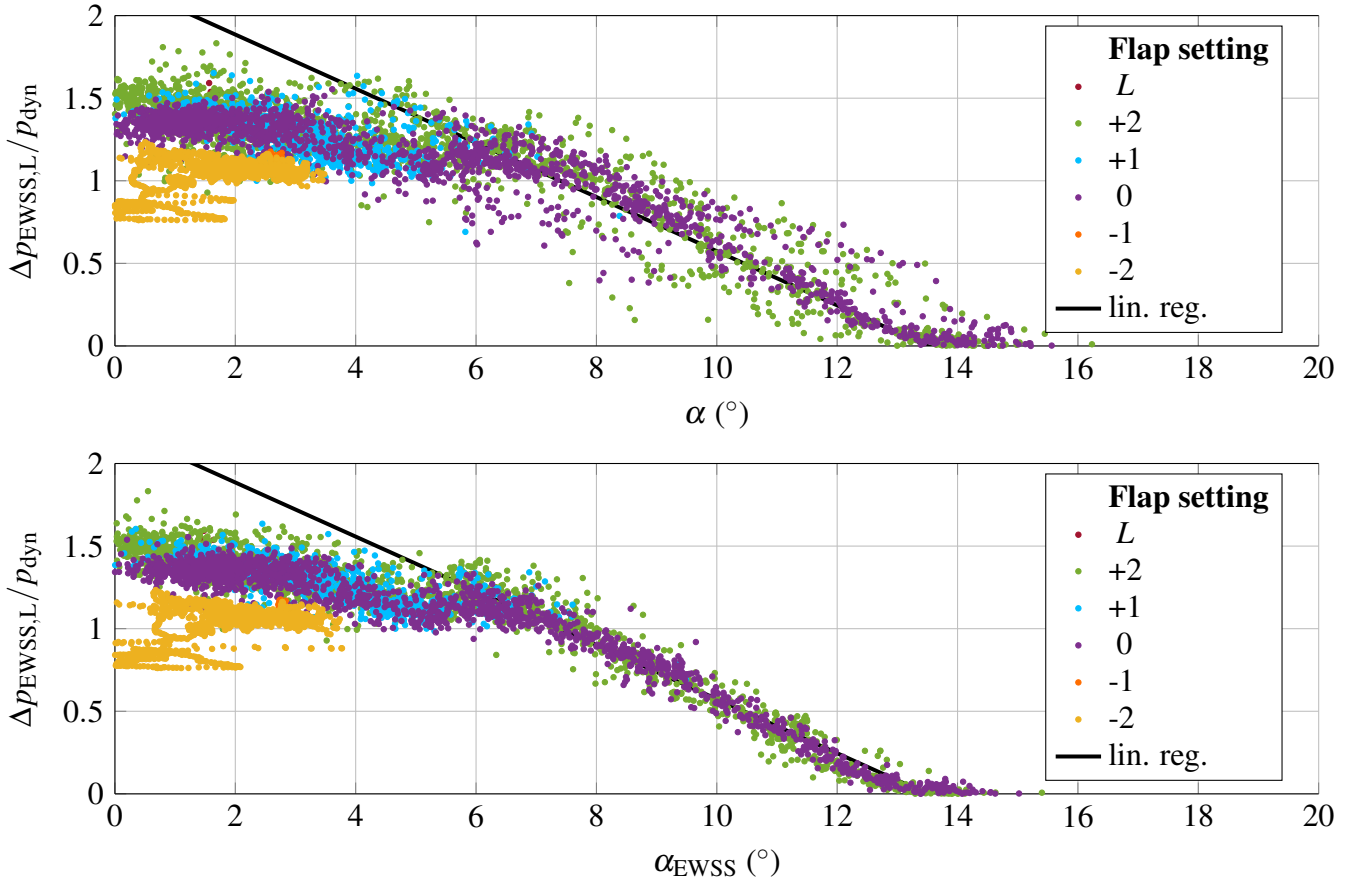 2
1.5
1
0.5
0
Δp_EWSS,L / p_dyn
0 2 4 6 8 10 12 14 16 18 20
α (°)
Flap setting
L
+2
+1
0
-1
-2
lin. reg.
2
1.5
1
0.5
0
Δp_EWSS,L / p_dyn
0 2 4 6 8 10 12 14 16 18 20
α_EWSS (°)
Flap setting
L
+2
+1
0
-1
-2
lin. reg.